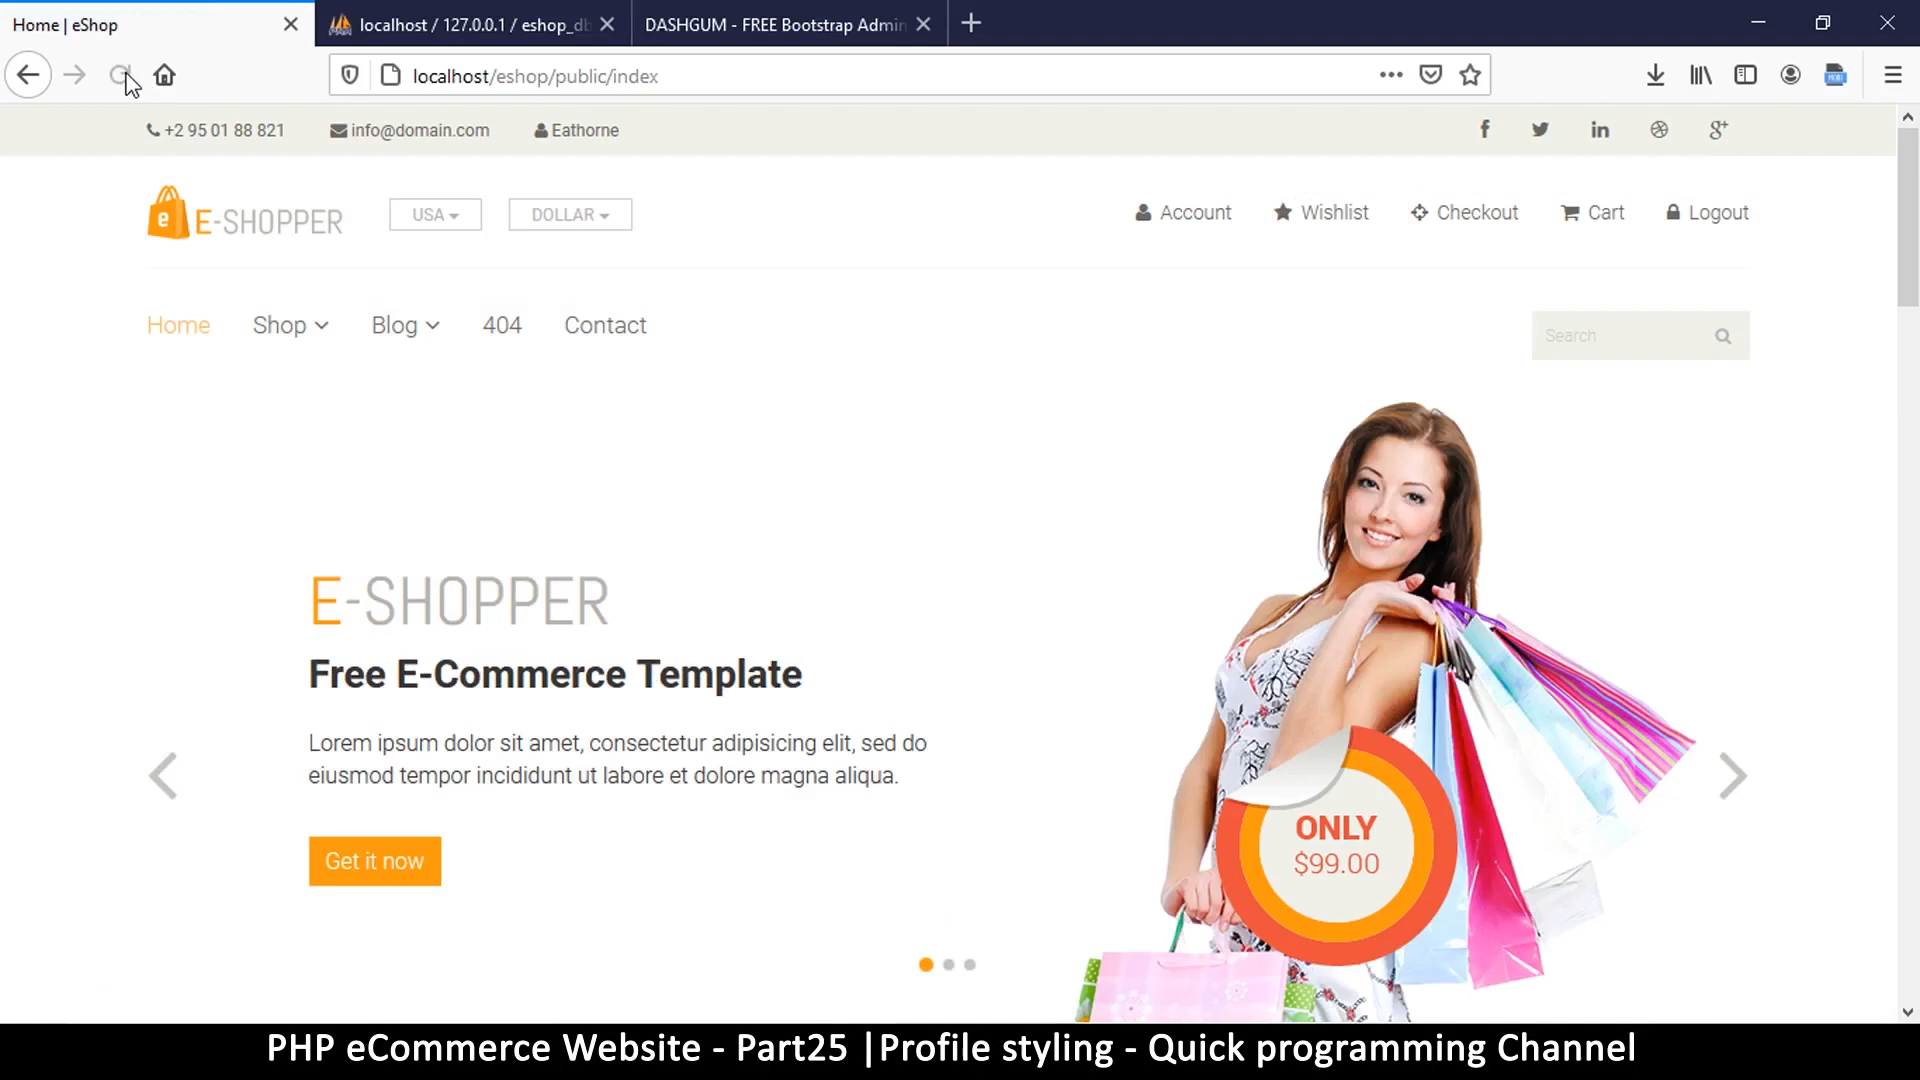 Home | eShop
localhost / 127.0.0.1 / eshop_db
DASHGUM - FREE Bootstrap Admin
localhost/eshop/public/index
+2 95 01 88 821
info@domain.com
Eathorne
e E-SHOPPER
USA
DOLLAR
Account
Wishlist
Checkout
Cart
Logout
Home
Shop
Blog
404
Contact
Search
E-SHOPPER
Free E-Commerce Template
Lorem ipsum dolor sit amet, consectetur adipisicing elit, sed do
eiusmod tempor incididunt ut labore et dolore magna aliqua.
Get it now
ONLY
$99.00
PHP eCommerce Website - Part25 |Profile styling - Quick programming Channel